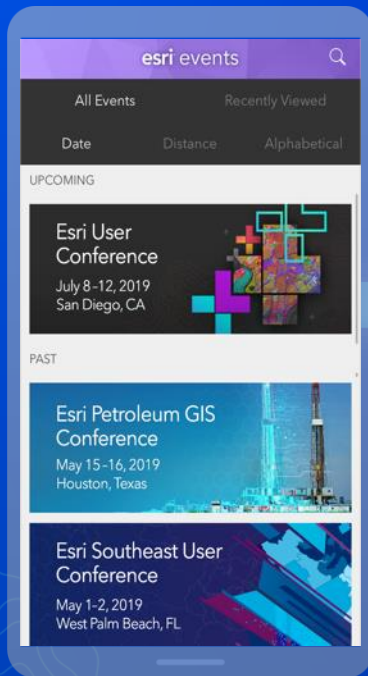 esri events
All Events Recently Viewed
Date Distance Alphabetical
UPCOMING
Esri User
Conference
July 8-12, 2019
San Diego, CA
PAST
Esri Petroleum GIS
Conference
May 15-16, 2019
Houston, Texas
Esri Southeast User
Conference
May 1-2, 2019
West Palm Beach, FL